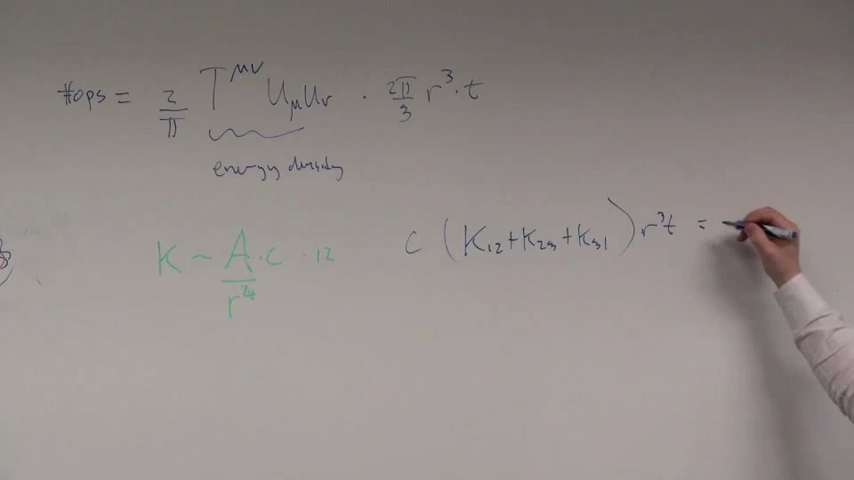 #ops = 2/π T^μν U_μ U_ν · 2π/3 r³ · t
energy density
K ~ A/r⁴ · c · 12
C (K₁₂ + K₂₃ + K₃₁) r³t =